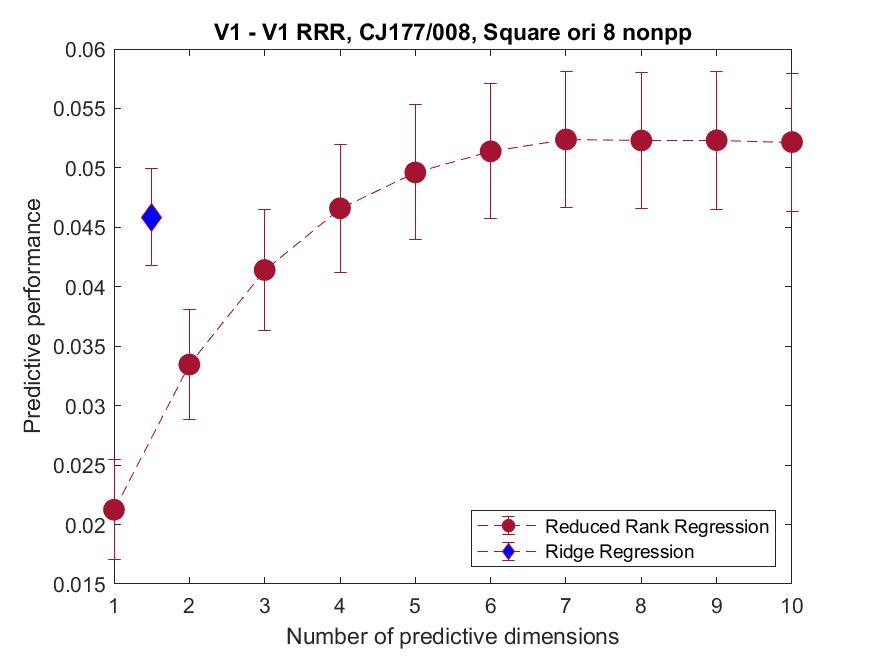 V1 - V1 RRR, CJ177/008, Square ori 8 nonpp
0.06
0.055
0.05
0.045
0.04
0.035
0.03
0.025
0.02
0.015
Predictive performance
1 2 3 4 5 6 7 8 9 10
Number of predictive dimensions
Reduced Rank Regression
Ridge Regression